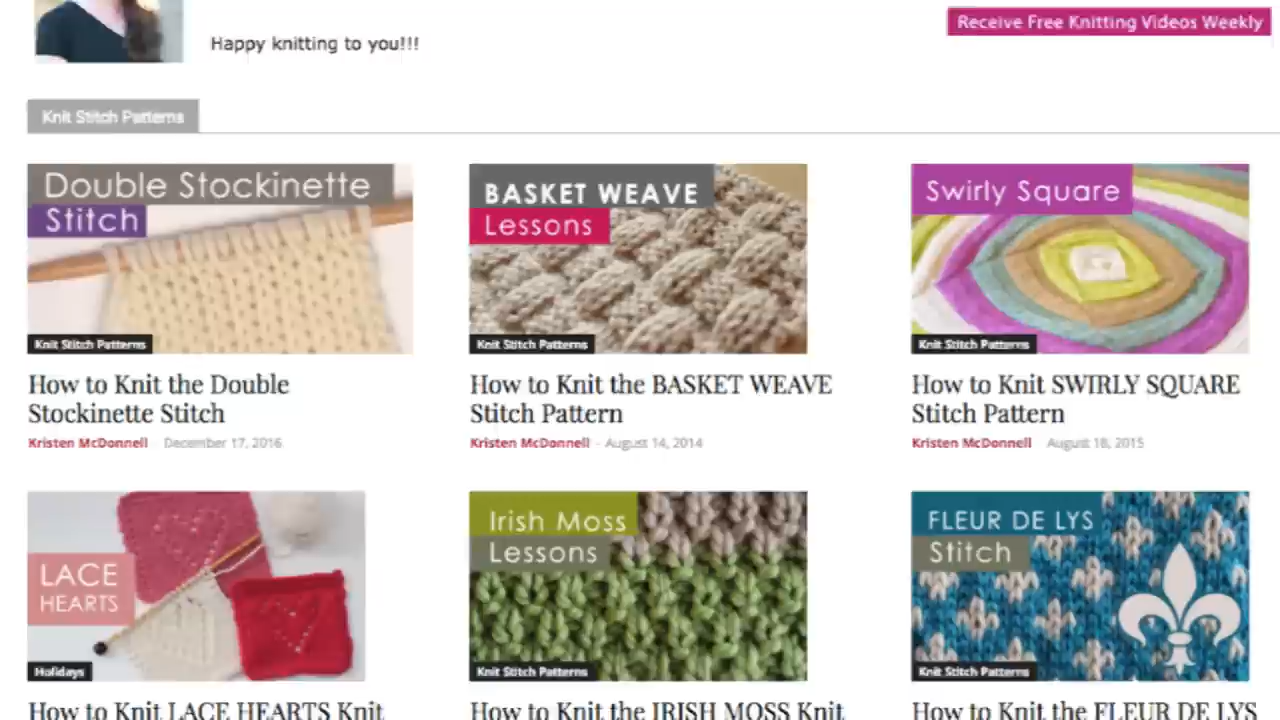 Receive Free Knitting Videos Weekly
Happy knitting to you!!!
Knit Stitch Patterns
Double Stockinette
Stitch
Knit Stitch Patterns
How to Knit the Double
Stockinette Stitch
Kristen McDonnell - December 17, 2016
BASKET WEAVE
Lessons
Knit Stitch Patterns
How to Knit the BASKET WEAVE
Stitch Pattern
Kristen McDonnell - August 14, 2014
Swirly Square
Knit Stitch Patterns
How to Knit SWIRLY SQUARE
Stitch Pattern
Kristen McDonnell August 18, 2015
LACE
HEARTS
Holidays
How to Knit LACE HEARTS Knit
Irish Moss
Lessons
Knit Stitch Patterns
How to Knit the IRISH MOSS Knit
FLEUR DE LYS
Stitch
Knit Stitch Patterns
How to Knit the FLEUR DE LYS